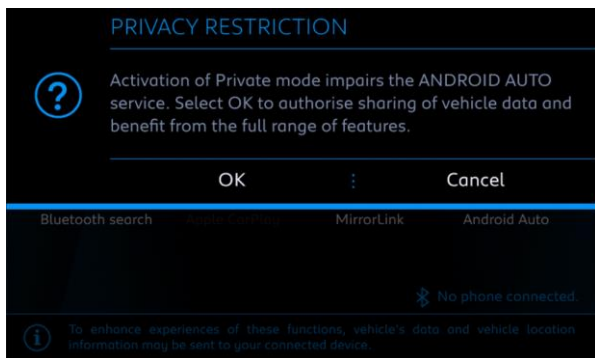 PRIVACY RESTRICTION
Activation of Private mode impairs the ANDROID AUTO
service. Select OK to authorise sharing of vehicle data and
benefit from the full range of features.
OK Cancel
Bluetooth search Apple CarPlay MirrorLink Android Auto
No phone connected.
To enhance experiences of these functions, vehicle's data and vehicle location
information may be sent to your connected device.